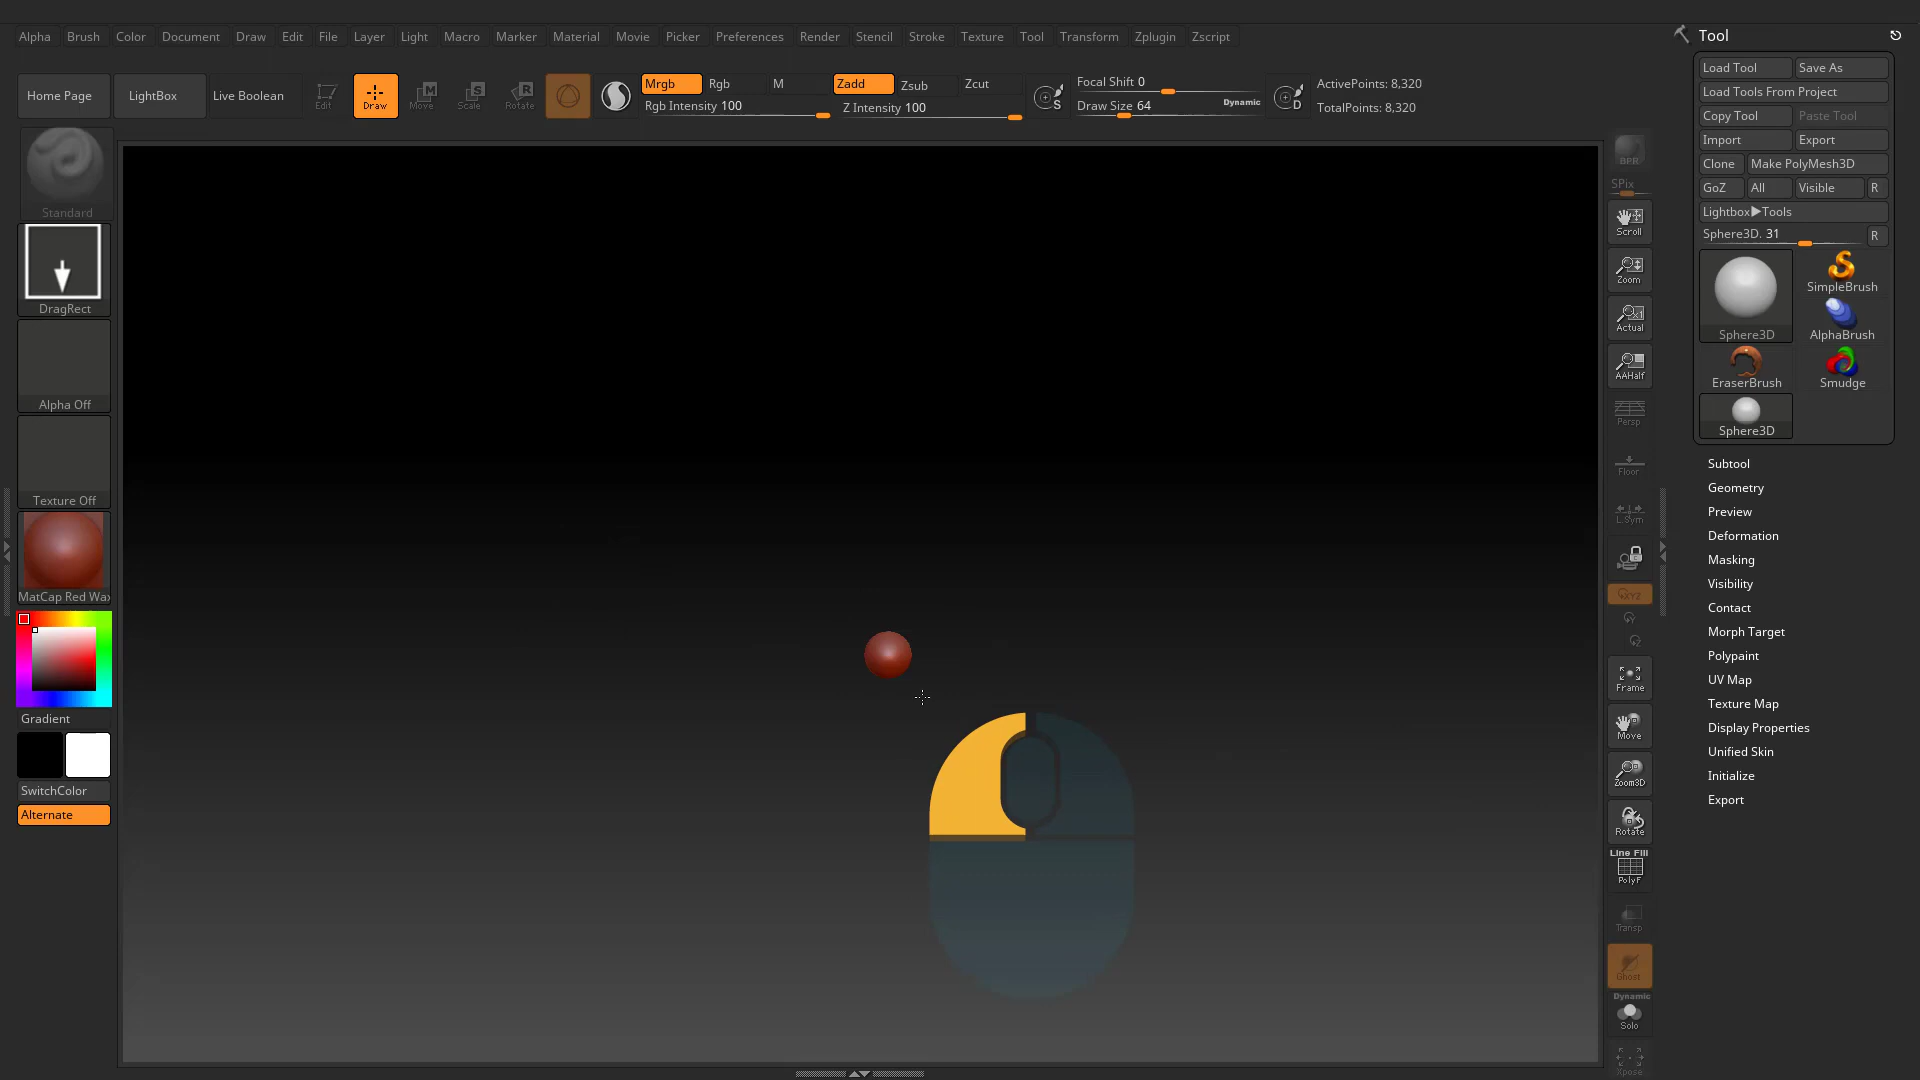 Alpha Brush Color Document Draw Edit File Layer Light Macro Marker Material Movie Picker Preferences Render Stencil Stroke Texture Tool Transform Zplugin Zscript
Home Page
LightBox
Live Boolean
Edit
Draw
Move
Scale
Rotate
Mrgb
Rgb
M
Rgb Intensity 100
Zadd
Zsub
Zcut
Z Intensity 100
S
Focal Shift 0
Draw Size 64
Dynamic
D
ActivePoints: 8,320
TotalPoints: 8,320
Standard
DragRect
Alpha Off
Texture Off
MatCap Red Wax
Gradient
SwitchColor
Alternate
BPR
SPix
Scroll
Zoom
Actual
AAHalf
Persp
Floor
L.Sym
XYZ
Frame
Move
Zoom3D
Rotate
Line Fill
PolyF
Transp
Ghost
Dynamic
Solo
Xpose
Tool
Load Tool Save As
Load Tools From Project
Copy Tool Paste Tool
Import Export
Clone Make PolyMesh3D
GoZ All Visible R
Lightbox▶Tools
Sphere3D. 31 R
Sphere3D
SimpleBrush
AlphaBrush
EraserBrush
Smudge
Sphere3D
Subtool
Geometry
Preview
Deformation
Masking
Visibility
Contact
Morph Target
Polypaint
UV Map
Texture Map
Display Properties
Unified Skin
Initialize
Export